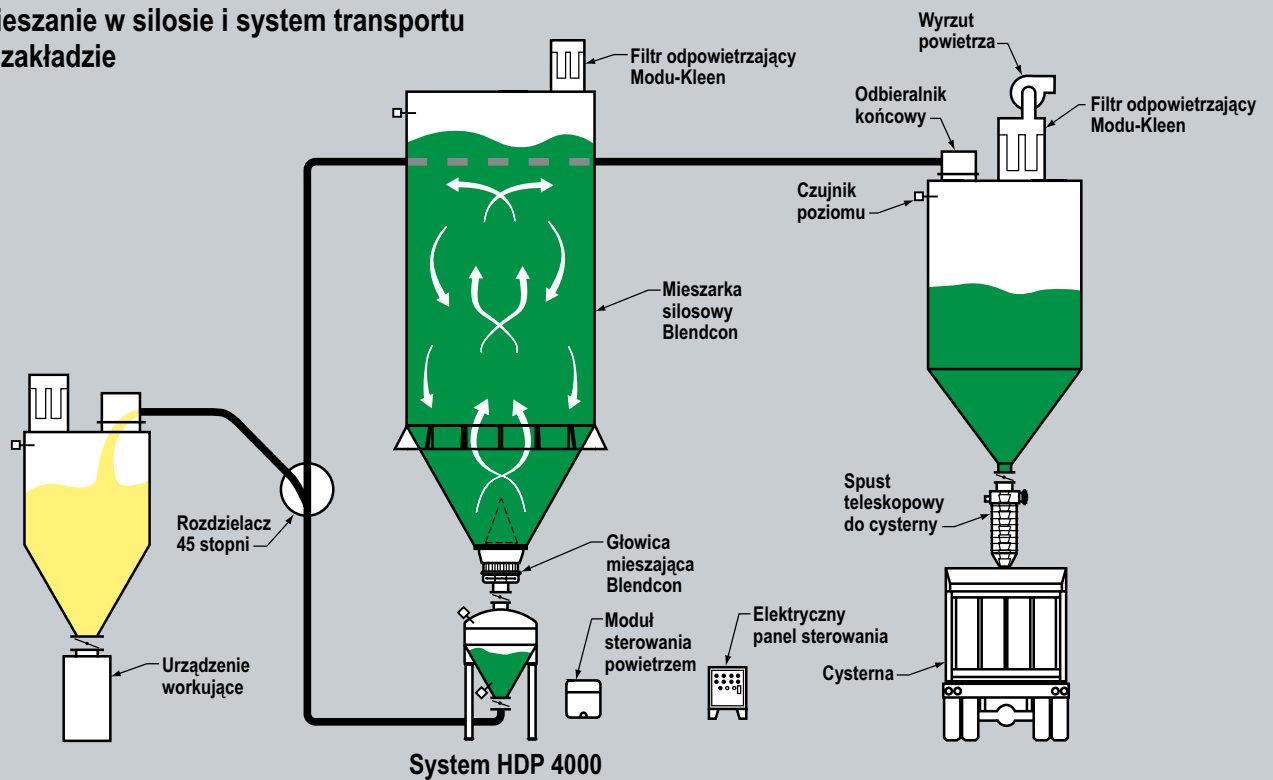 ieszanie w silosie i system transportu
zakładzie
Filtr odpowietrzający
Modu-Kleen
Wyrzut
powietrza
Odbieralnik
końcowy
Filtr odpowietrzający
Modu-Kleen
Czujnik
poziomu
Mieszarka
silosowy
Blendcon
Rozdzielacz
45 stopni
Spust
teleskopowy
do cysterny
Głowica
mieszająca
Blendcon
Moduł
sterowania
powietrzem
Elektryczny
panel sterowania
Urządzenie
workujące
Cysterna
System HDP 4000